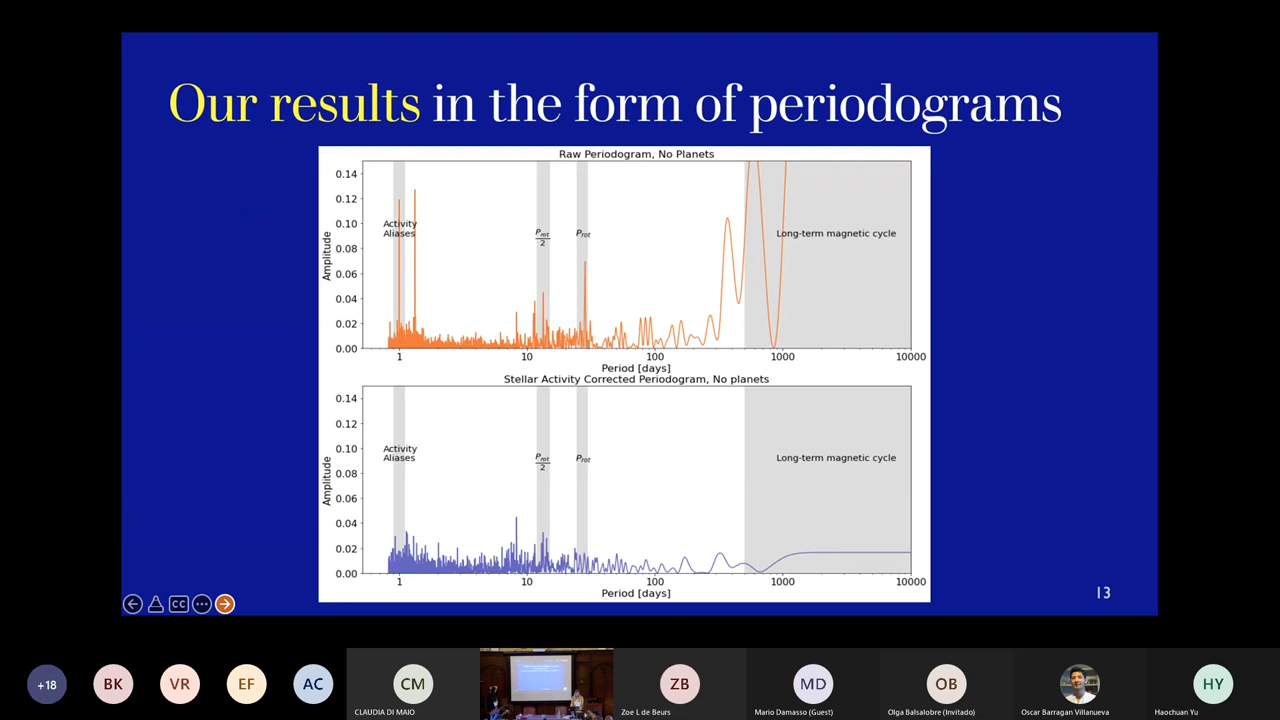 Our results in the form of periodograms
Raw Periodogram, No Planets
0.14
0.12
0.10
0.08
0.06
0.04
0.02
0.00
Amplitude
Activity
Aliases
P_rot
2
P_rot
Long-term magnetic cycle
1
10
100
1000
10000
Period [days]
Stellar Activity Corrected Periodogram, No planets
0.14
0.12
0.10
0.08
0.06
0.04
0.02
0.00
Amplitude
Activity
Aliases
P_rot
2
P_rot
Long-term magnetic cycle
1
10
100
1000
10000
Period [days]
CC
13
+18
BK
VR
EF
AC
CM
CLAUDIA DI MAIO
ZB
Zoe L de Beurs
MD
Mario Damasso (Guest)
OB
Olga Balsalobre (Invitado)
Oscar Barragan Villanueva
HY
Haochuan Yu